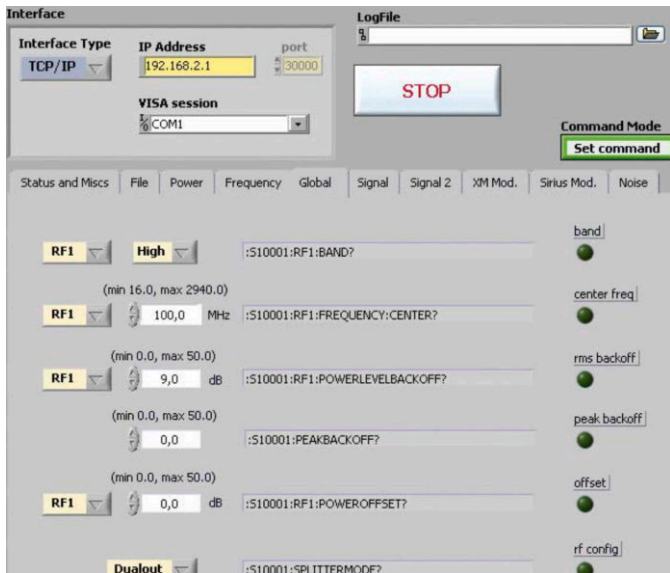 Interface
LogFile
Interface Type
IP Address
port
TCP/IP
192.168.2.1
30000
STOP
VISA session
COM1
Command Mode
Set command
Status and Miscs File Power Frequency Global Signal Signal 2 XM Mod. Sirius Mod. Noise
band
RF1 High :S10001:RF1:BAND?
(min 16.0, max 2940.0)
center freq
RF1 100,0 MHz :S10001:RF1:FREQUENCY:CENTER?
(min 0.0, max 50.0)
rms backoff
RF1 9,0 dB :S10001:RF1:POWERLEVELBACKOFF?
(min 0.0, max 50.0)
peak backoff
0,0 :S10001:PEAKBACKOFF?
(min 0.0, max 50.0)
offset
RF1 0,0 dB :S10001:RF1:POWEROFFSET?
rf config
Dualout :S10001:SPLITTERMODE?